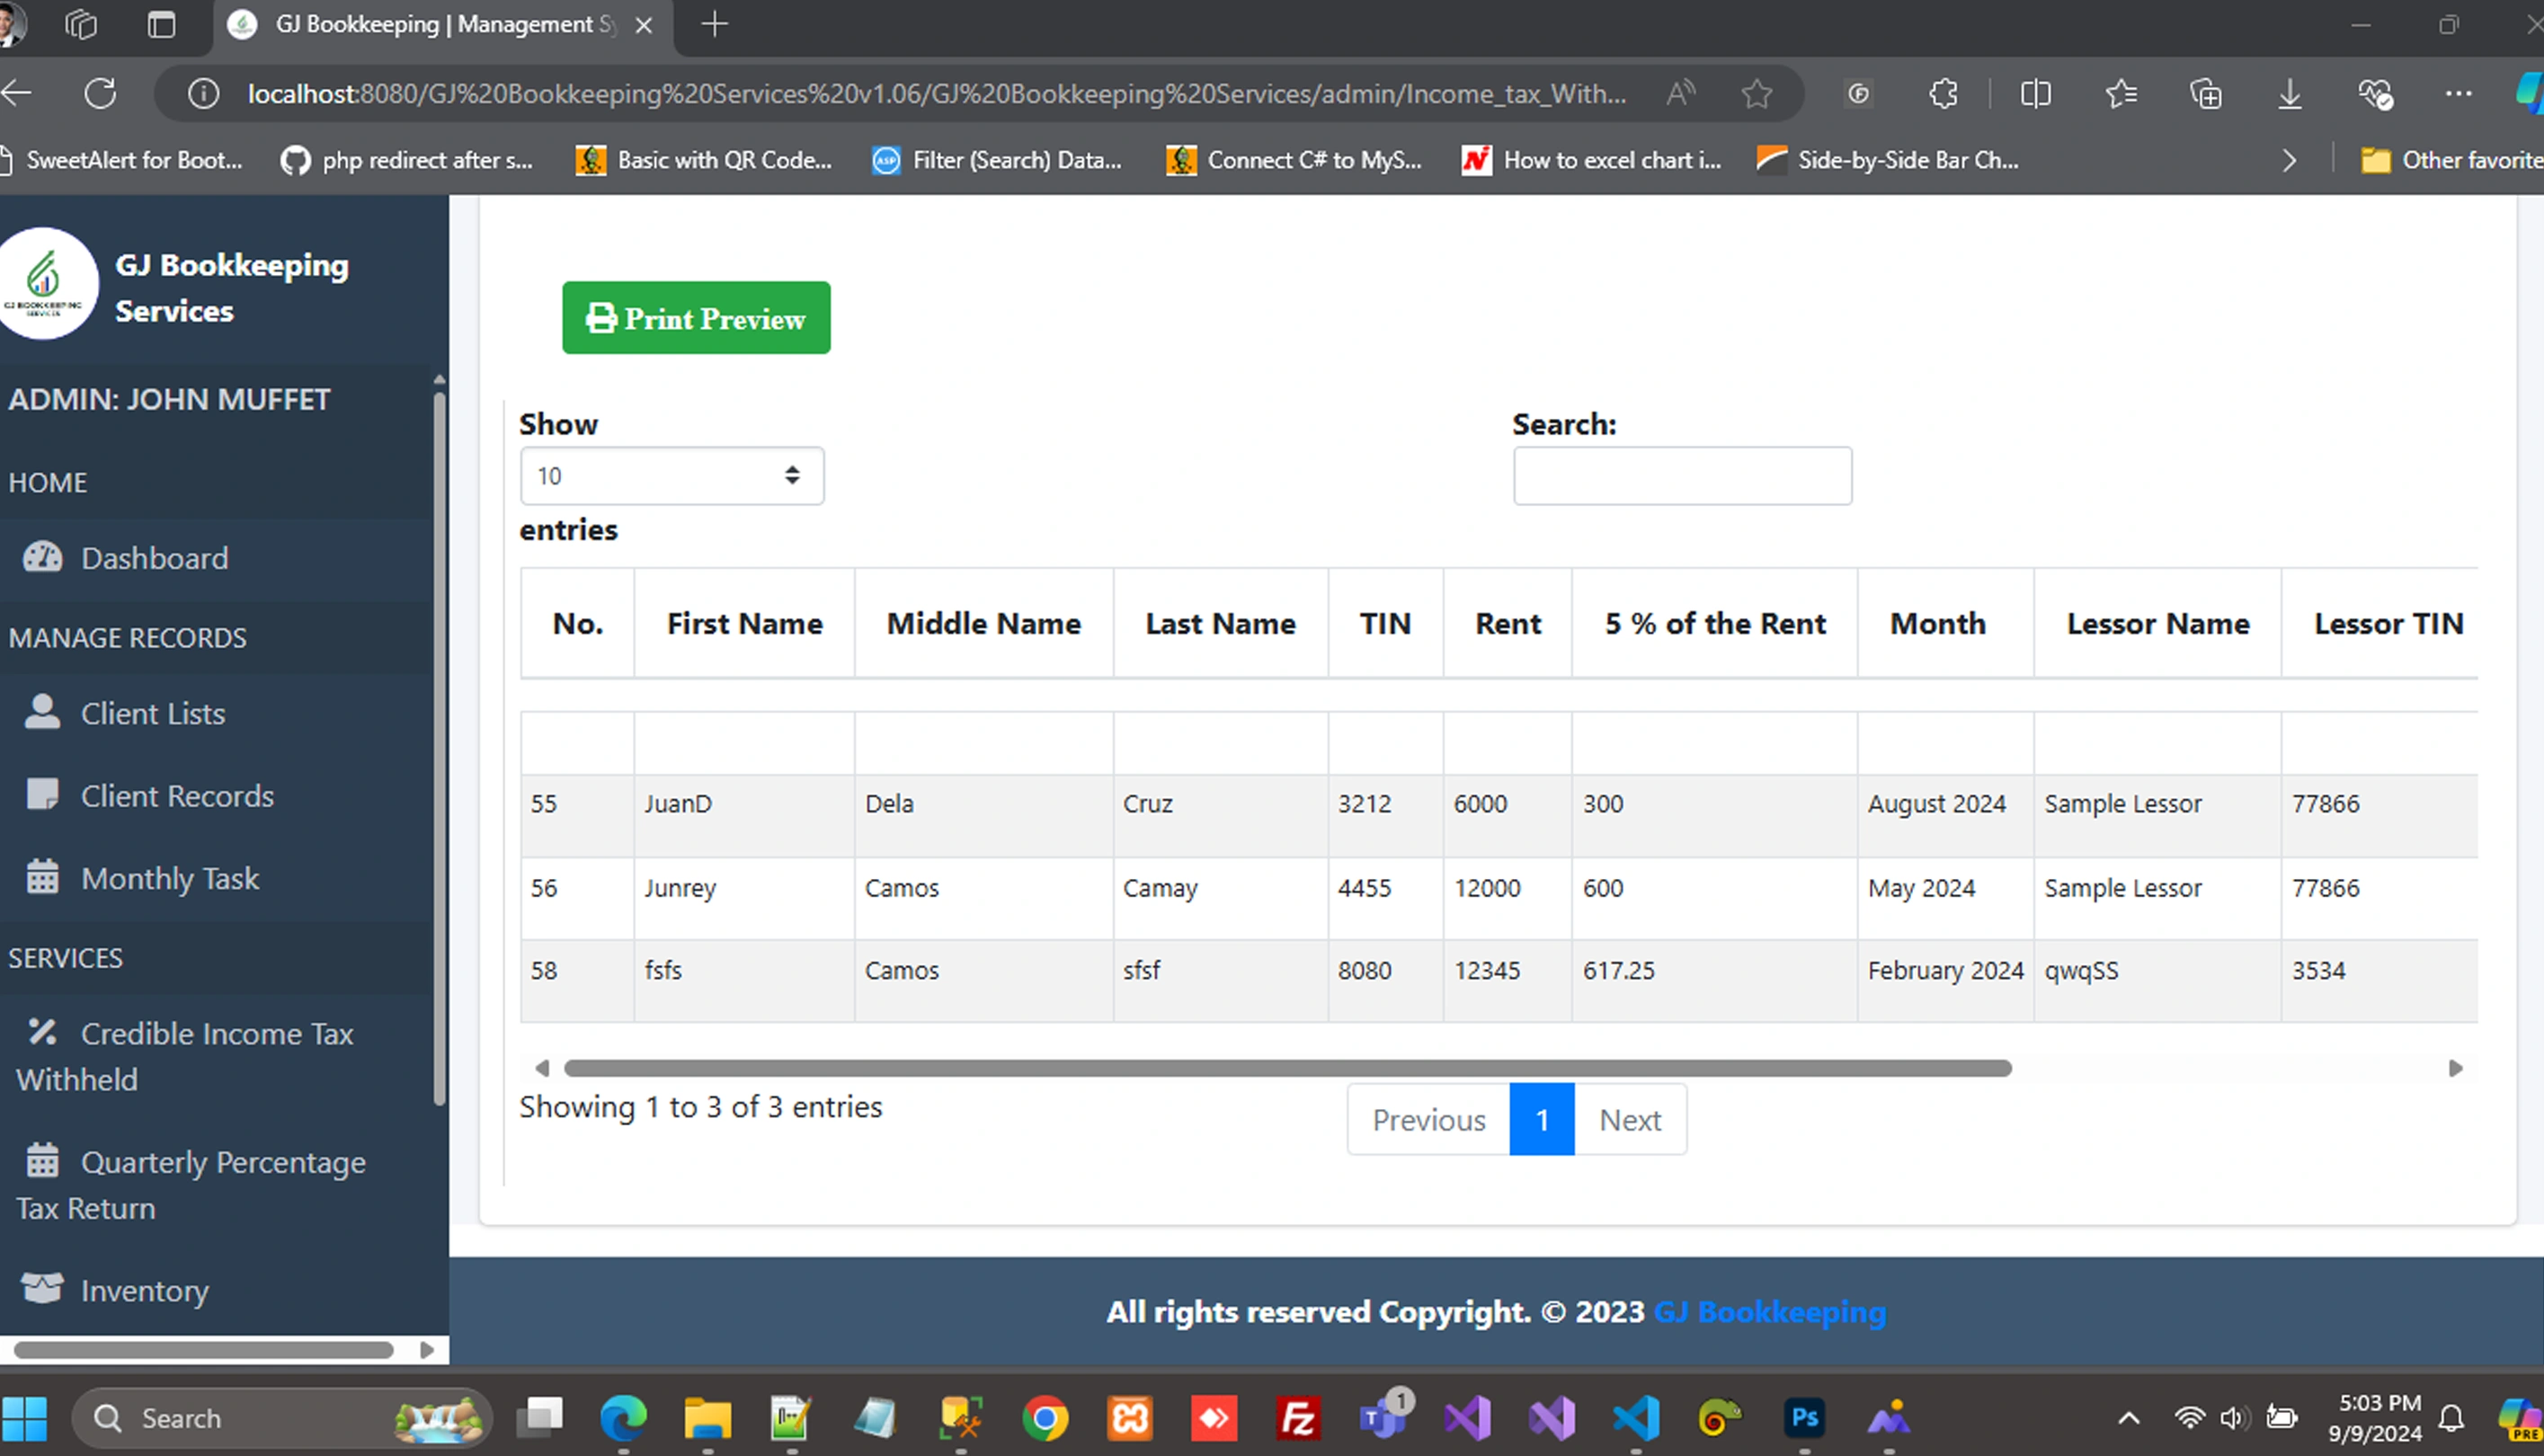 GJ Bookkeeping | Management Sy
localhost:8080/GJ%20Bookkeeping%20Services%20v1.06/GJ%20Bookkeeping%20Services/admin/Income_tax_With...
SweetAlert for Boot... php redirect after s... Basic with QR Code... ASP Filter (Search) Data... Connect C# to MyS... How to excel chart i... Side-by-Side Bar Ch... Other favorite
GJ BOOKKEEPING
SERVICES
GJ Bookkeeping
Services
ADMIN: JOHN MUFFET
HOME
Dashboard
MANAGE RECORDS
Client Lists
Client Records
Monthly Task
SERVICES
Credible Income Tax
Withheld
Quarterly Percentage
Tax Return
Inventory
Print Preview
Show
10
entries
Search:
No. First Name Middle Name Last Name TIN Rent 5 % of the Rent Month Lessor Name Lessor TIN
55 JuanD Dela Cruz 3212 6000 300 August 2024 Sample Lessor 77866
56 Junrey Camos Camay 4455 12000 600 May 2024 Sample Lessor 77866
58 fsfs Camos sfsf 8080 12345 617.25 February 2024 qwqSS 3534
Showing 1 to 3 of 3 entries
Previous 1 Next
All rights reserved Copyright. © 2023 GJ Bookkeeping
Search
1
Ps
5:03 PM
9/9/2024
PRE